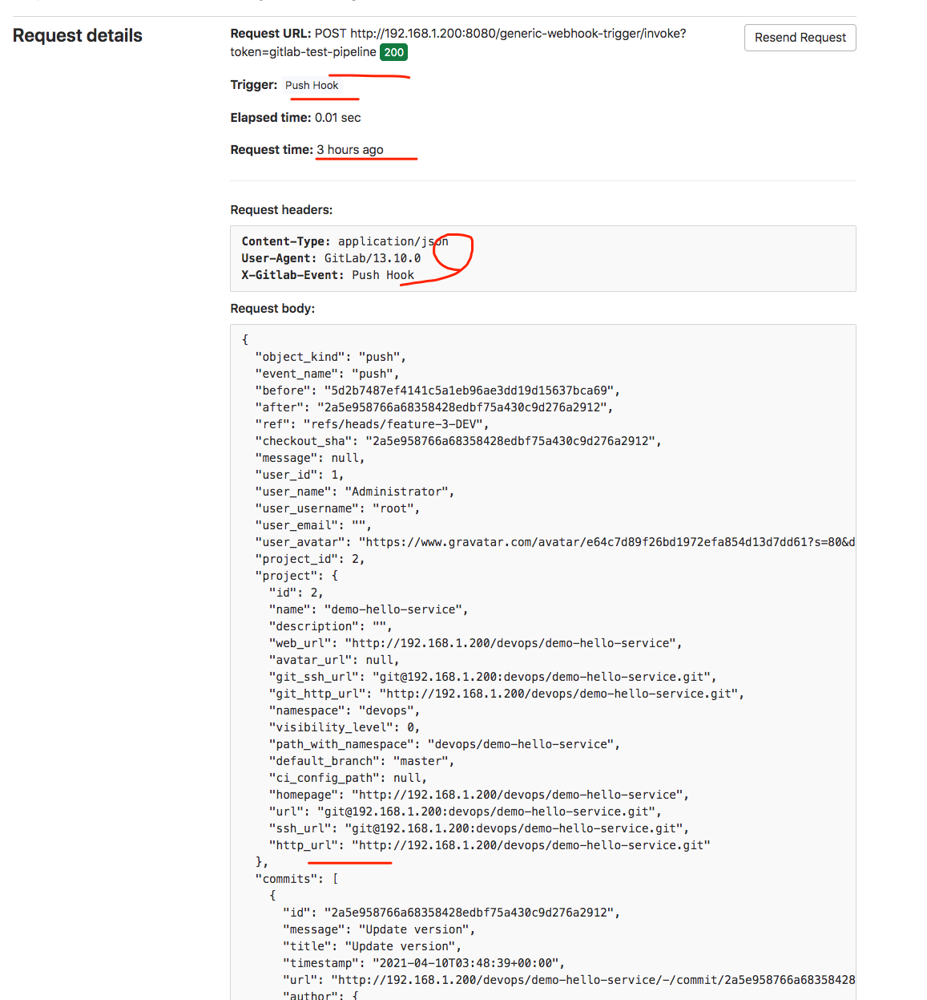 Request details
Request URL: POST http://192.168.1.200:8080/generic-webhook-trigger/invoke?
token=gitlab-test-pipeline 200
Resend Request
Trigger: Push Hook
Elapsed time: 0.01 sec
Request time: 3 hours ago
Request headers:
Content-Type: application/json
User-Agent: GitLab/13.10.0
X-Gitlab-Event: Push Hook
Request body:
{
"object_kind": "push",
"event_name": "push",
"before": "5d2b7487ef4141c5a1eb96ae3dd19d15637bca69",
"after": "2a5e958766a68358428edbf75a430c9d276a2912",
"ref": "refs/heads/feature-3-DEV",
"checkout_sha": "2a5e958766a68358428edbf75a430c9d276a2912",
"message": null,
"user_id": 1,
"user_name": "Administrator",
"user_username": "root",
"user_email": "",
"user_avatar": "https://www.gravatar.com/avatar/e64c7d89f26bd1972efa854d13d7dd61?s=80&d
"project_id": 2,
"project": {
"id": 2,
"name": "demo-hello-service",
"description": "",
"web_url": "http://192.168.1.200/devops/demo-hello-service",
"avatar_url": null,
"git_ssh_url": "git@192.168.1.200:devops/demo-hello-service.git",
"git_http_url": "http://192.168.1.200/devops/demo-hello-service.git",
"namespace": "devops",
"visibility_level": 0,
"path_with_namespace": "devops/demo-hello-service",
"default_branch": "master",
"ci_config_path": null,
"homepage": "http://192.168.1.200/devops/demo-hello-service",
"url": "git@192.168.1.200:devops/demo-hello-service.git",
"ssh_url": "git@192.168.1.200:devops/demo-hello-service.git",
"http_url": "http://192.168.1.200/devops/demo-hello-service.git"
},
"commits": [
{
"id": "2a5e958766a68358428edbf75a430c9d276a2912",
"message": "Update version",
"title": "Update version",
"timestamp": "2021-04-10T03:48:39+00:00",
"url": "http://192.168.1.200/devops/demo-hello-service/-/commit/2a5e958766a68358428
"author": {